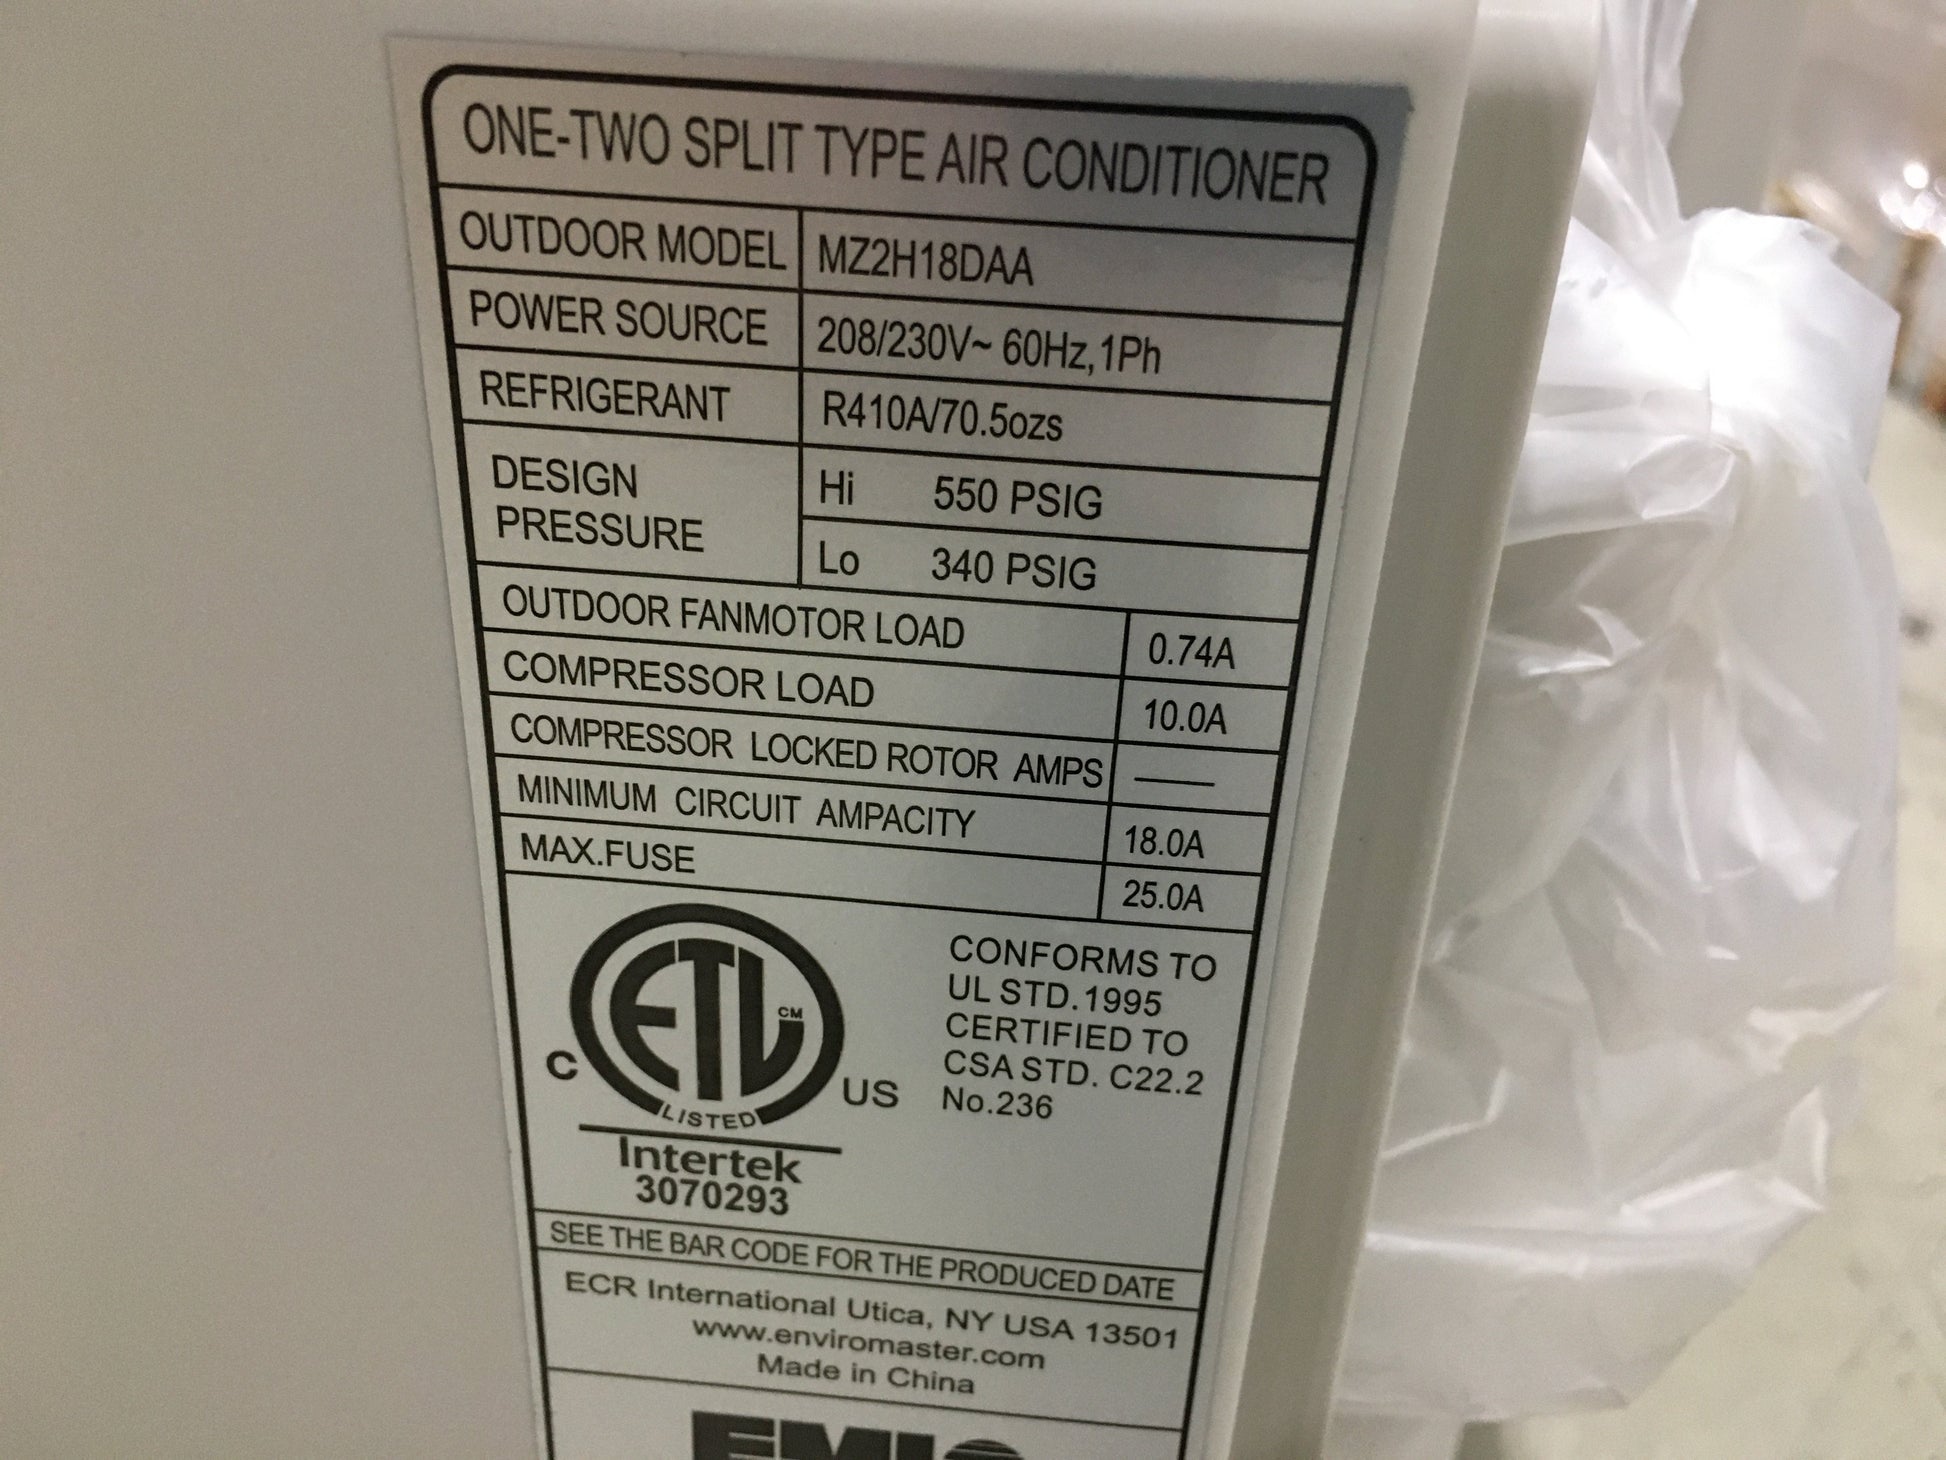 ONE-TWO SPLIT TYPE AIR CONDITIONER
OUTDOOR MODEL MZ2H18DAA
POWER SOURCE 208/230V~ 60Hz,1Ph
REFRIGERANT R410A/70.5ozs
DESIGN PRESSURE
Hi 550 PSIG
Lo 340 PSIG
OUTDOOR FANMOTOR LOAD 0.74A
COMPRESSOR LOAD 10.0A
COMPRESSOR LOCKED ROTOR AMPS ——
MINIMUM CIRCUIT AMPACITY 18.0A
MAX.FUSE 25.0A
ETL CM
C US
LISTED
Intertek
3070293
CONFORMS TO
UL STD.1995
CERTIFIED TO
CSA STD. C22.2
No.236
SEE THE BAR CODE FOR THE PRODUCED DATE
ECR International Utica, NY USA 13501
www.enviromaster.com
Made in China